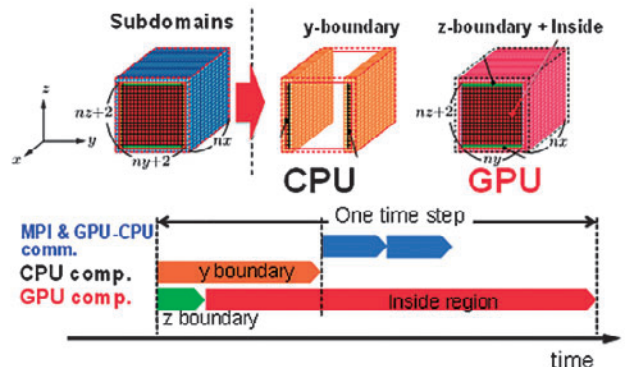 Subdomains
y-boundary
z-boundary + Inside
z
y
x
nz+2
ny+2
nx
nz+2
ny
nx
CPU
GPU
One time step
MPI & GPU-CPU
comm.
CPU comp.
y boundary
GPU comp.
Inside region
z boundary
time